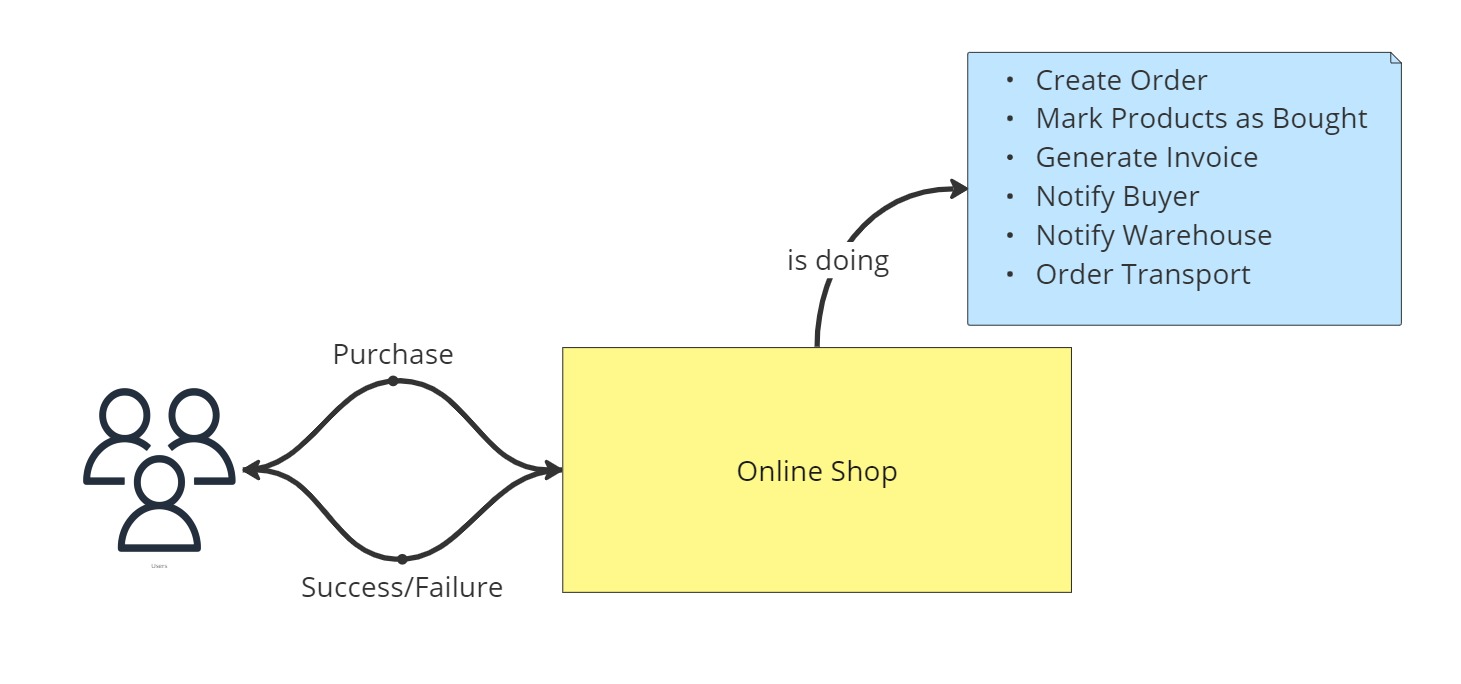 • Create Order
• Mark Products as Bought
• Generate Invoice
• Notify Buyer
• Notify Warehouse
• Order Transport
is doing
Purchase
Online Shop
Users
Success/Failure